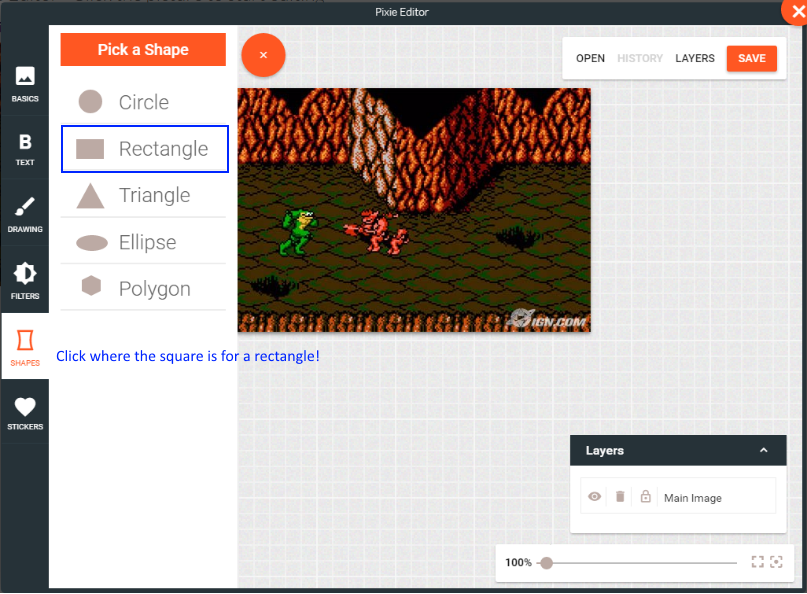 Pixie Editor
Pick a Shape
OPEN HISTORY LAYERS SAVE
BASICS
Circle
Rectangle
TEXT
Triangle
DRAWING
Ellipse
FILTERS
Polygon
IGN.COM
SHAPES
Click where the square is for a rectangle!
STICKERS
Layers
Main Image
100%